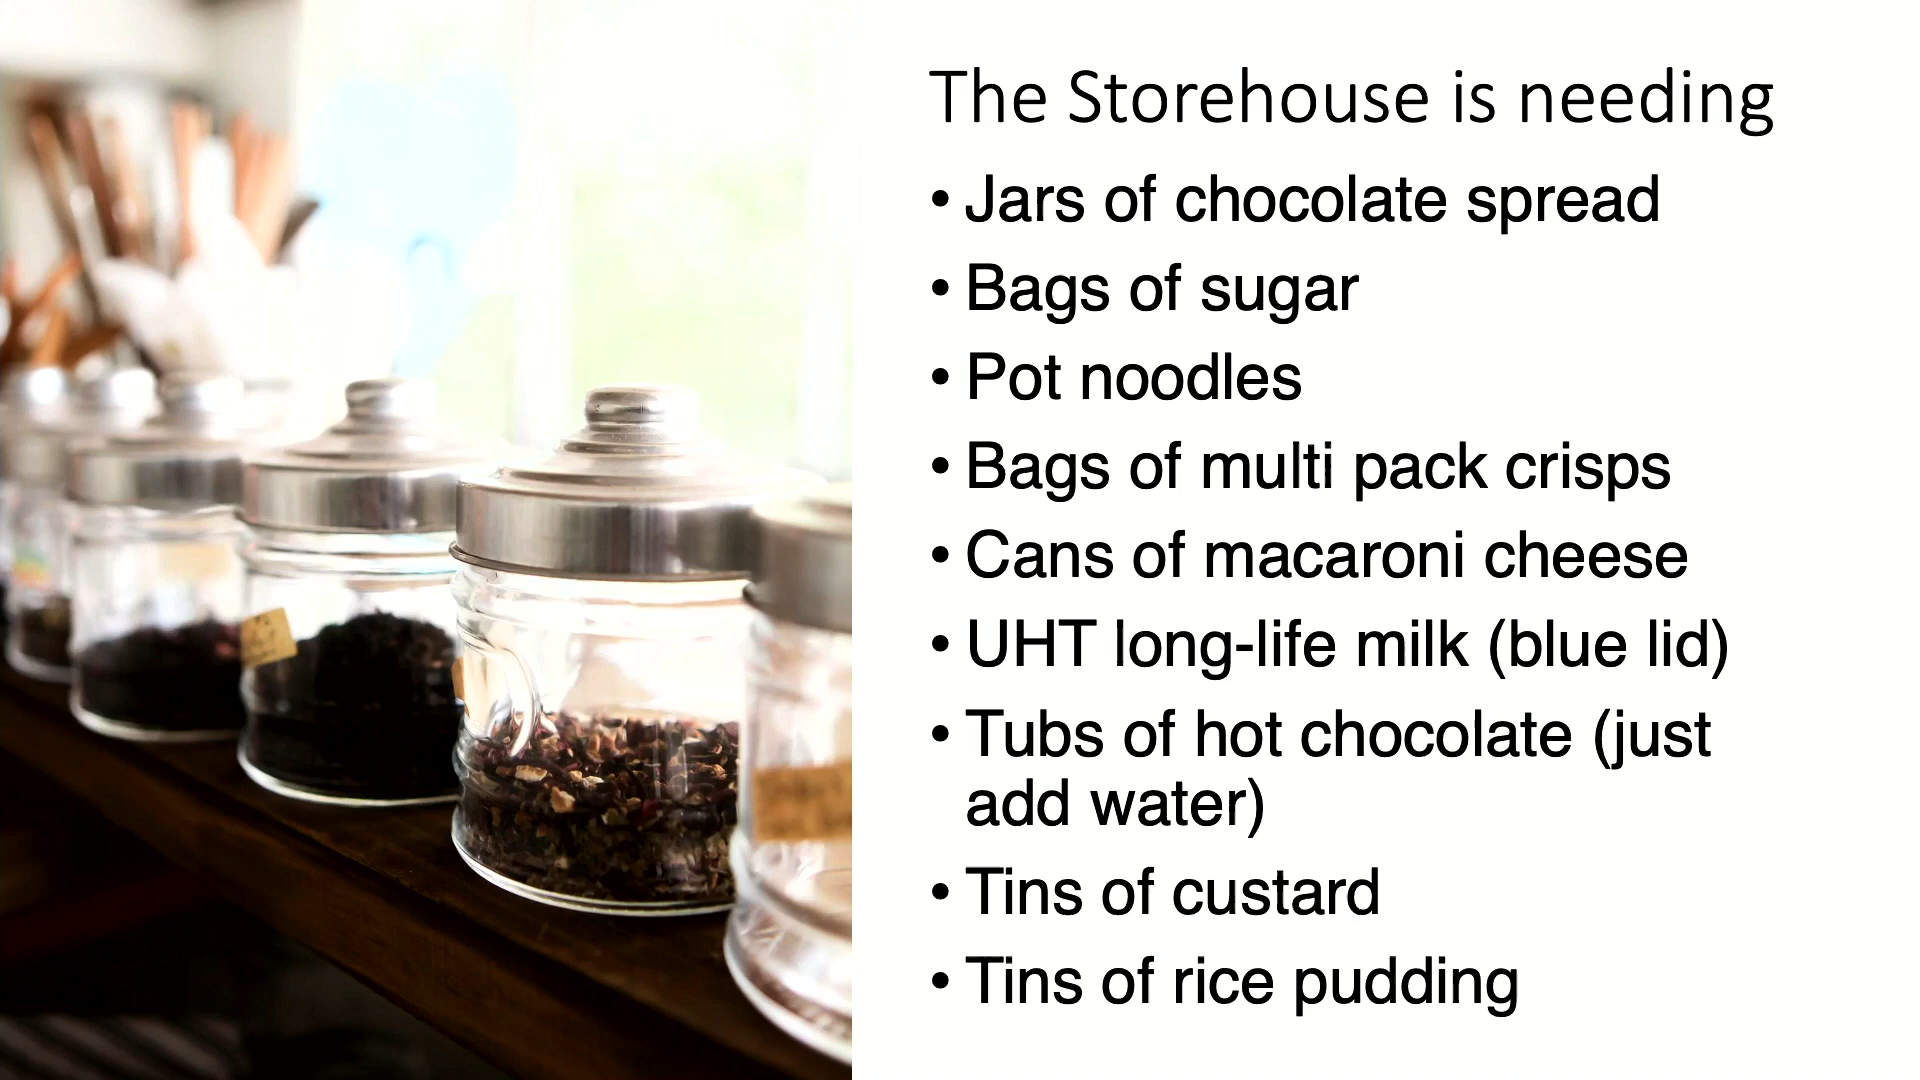 The Storehouse is needing
• Jars of chocolate spread
• Bags of sugar
• Pot noodles
• Bags of multi pack crisps
• Cans of macaroni cheese
• UHT long-life milk (blue lid)
• Tubs of hot chocolate (just
add water)
• Tins of custard
• Tins of rice pudding